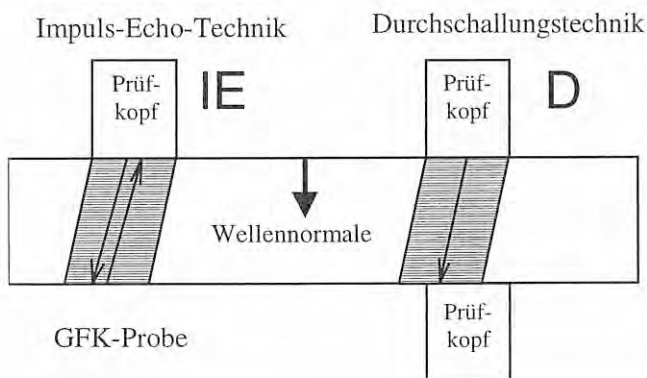 Impuls-Echo-Technik
Durchschallungstechnik
Prüf-
kopf
IE
Prüf-
kopf
D
Wellennormale
GFK-Probe
Prüf-
kopf